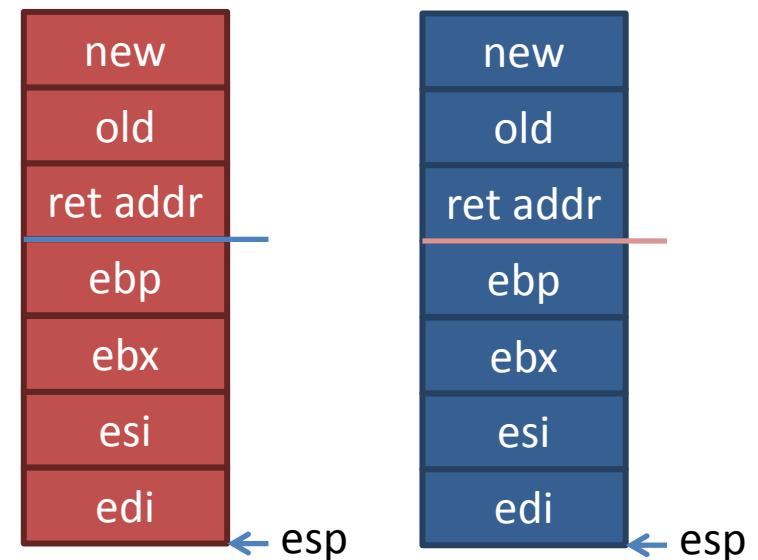 new
old
ret addr
ebp
ebx
esi
edi
esp
new
old
ret addr
ebp
ebx
esi
edi
esp